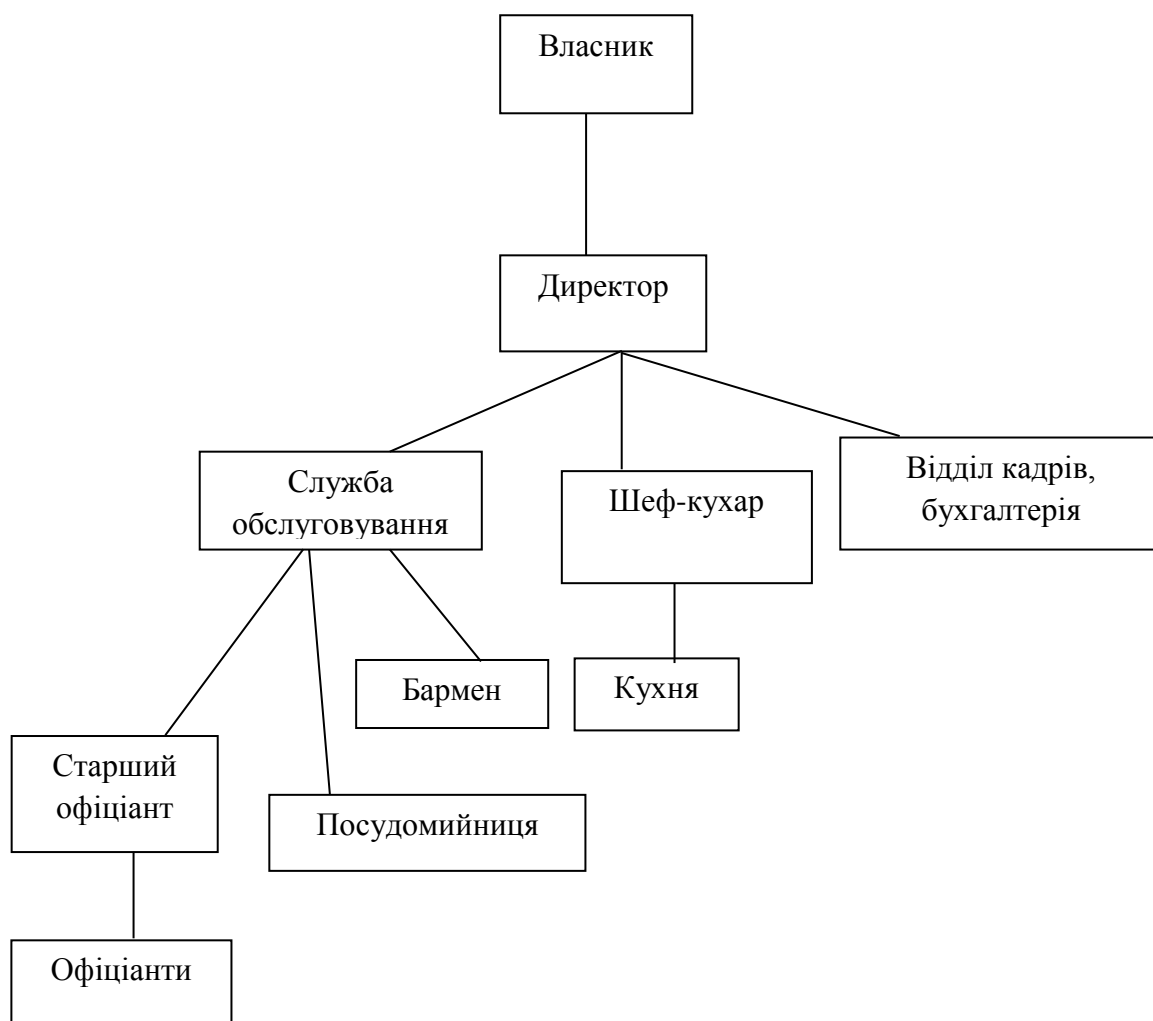 Власник
Директор
Служба
обслуговування
Шеф-кухар
Відділ кадрів,
бухгалтерія
Бармен
Кухня
Старший
офіціант
Посудомийниця
Офіціанти